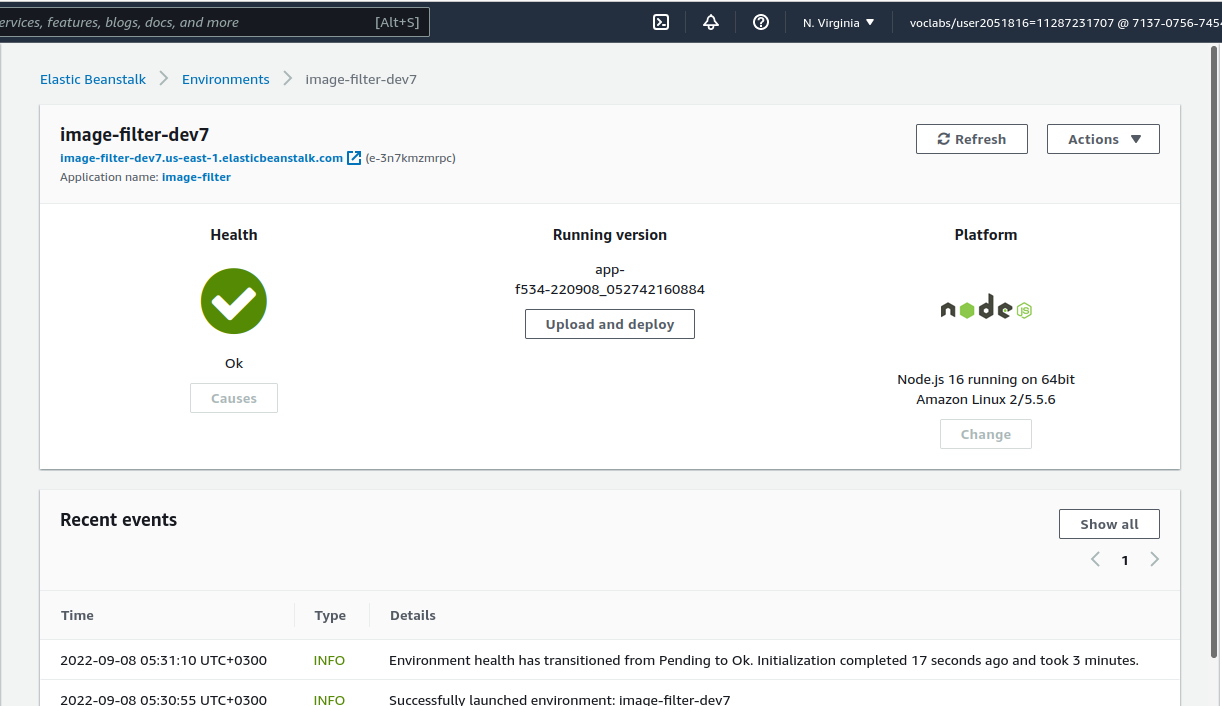 ervices, features, blogs, docs, and more [Alt+S] N. Virginia voclabs/user2051816=11287231707 @ 7137-0756-745
Elastic Beanstalk Environments image-filter-dev7
image-filter-dev7
Refresh Actions
image-filter-dev7.us-east-1.elasticbeanstalk.com (e-3n7kmzmrpc)
Application name: image-filter
Health Running version Platform
app-
f534-220908_052742160884
node JS
Upload and deploy
Ok
Node.js 16 running on 64bit
Amazon Linux 2/5.5.6
Causes
Change
Recent events
Show all
1
Time Type Details
2022-09-08 05:31:10 UTC+0300 INFO Environment health has transitioned from Pending to Ok. Initialization completed 17 seconds ago and took 3 minutes.
2022-09-08 05:30:55 UTC+0300 INFO Successfully launched environment: image-filter-dev7